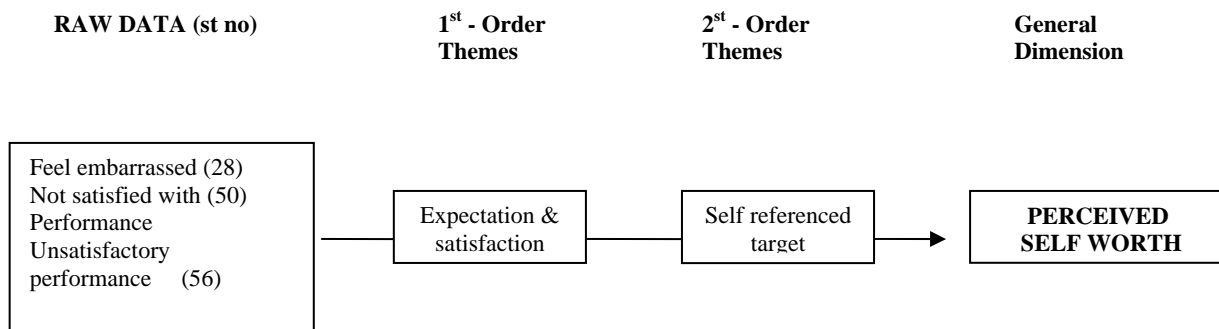 RAW DATA (st no)
1st - Order
Themes
2st - Order
Themes
General
Dimension
Feel embarrassed (28)
Not satisfied with (50)
Performance
Unsatisfactory
performance (56)
Expectation &
satisfaction
Self referenced
target
PERCEIVED
SELF WORTH